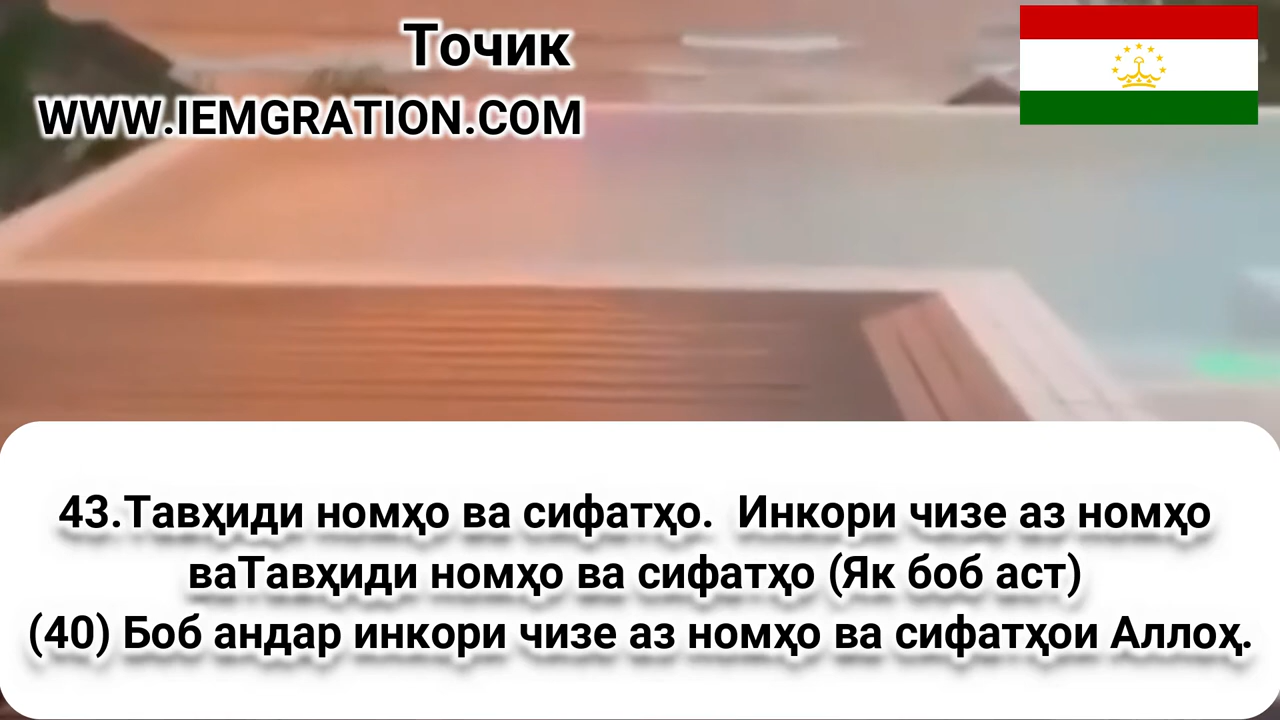 Точик
WWW.IEMGRATION.COM
43.Тавҳиди номҳо ва сифатҳо.  Инкори чизе аз номҳо
ваТавҳиди номҳо ва сифатҳо (Як боб аст)
(40) Боб андар инкори чизе аз номҳо ва сифатҳои Аллоҳ.